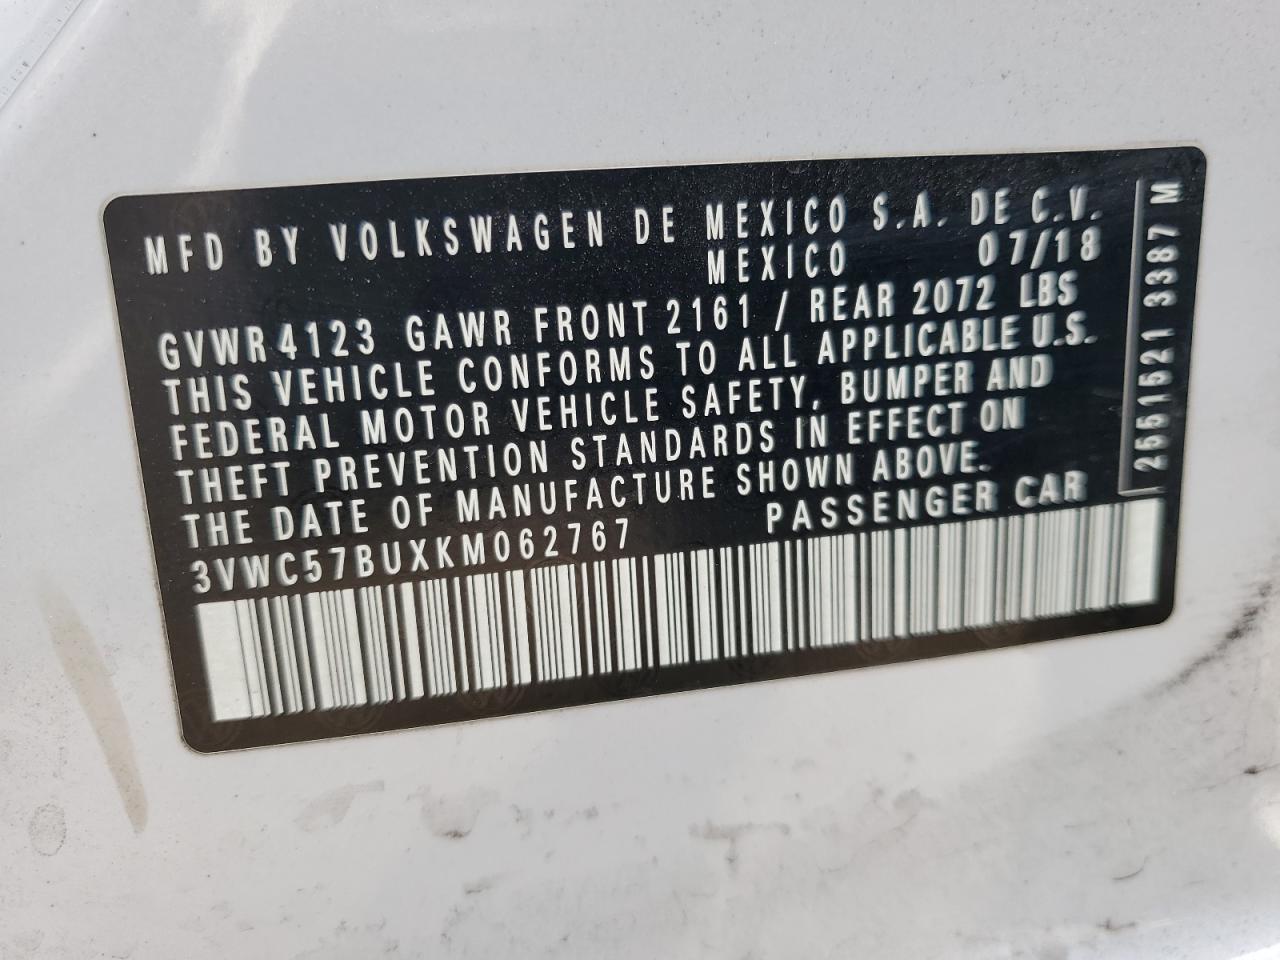 MFD BY VOLKSWAGEN DE MEXICO S.A. DE C.V.
MEXICO 07/18
GVWR 4123 GAWR FRONT 2161 / REAR 2072 LBS
THIS VEHICLE CONFORMS TO ALL APPLICABLE U.S.
FEDERAL MOTOR VEHICLE SAFETY, BUMPER AND
THEFT PREVENTION STANDARDS IN EFFECT ON
THE DATE OF MANUFACTURE SHOWN ABOVE.
3VWC57BUXKM062767 PASSENGER CAR
2551521 3387 M